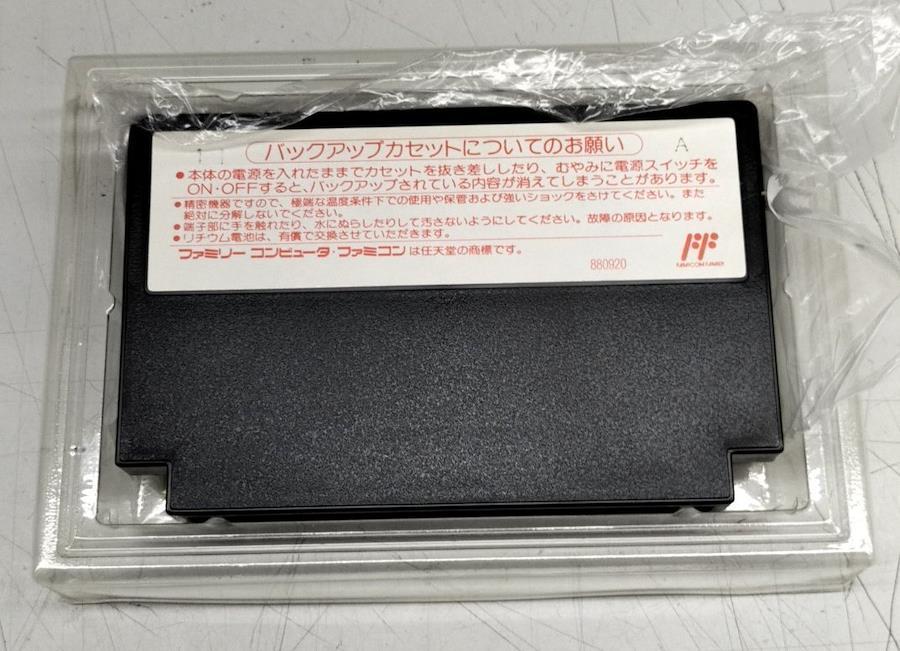 11 A
バックアップカセットについてのお願い
●本体の電源を入れたままでカセットを抜き差ししたり、むやみに電源スイッチを
ON・OFFすると、バックアップされている内容が消えてしまうことがあります。
●精密機器ですので、極端な温度条件下での使用や保管および強いショックをさけてください。また
絶対に分解しないでください。
●端子部に手を触れたり、水にぬらしたりして汚さないようにしてください。故障の原因となります。
●リチウム電池は、有償で交換させていただきます。
ファミリー コンピュータ・ファミコンは任天堂の商標です。
880920
FF
FAMICOM FAMILY